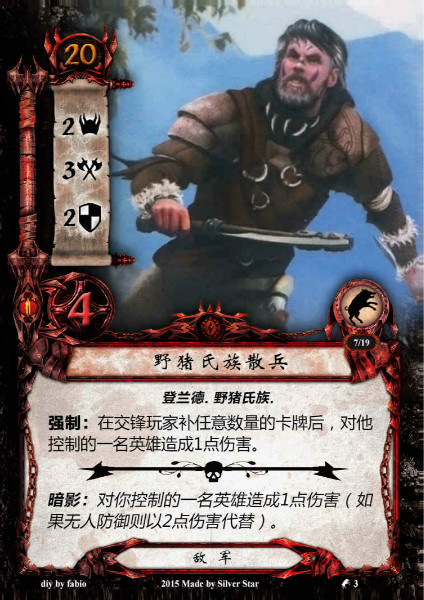 20
2
3
2
4
7/19
野猪氏族散兵
登兰德. 野猪氏族.
强制：在交锋玩家补任意数量的卡牌后，对他
控制的一名英雄造成1点伤害。
暗影：对你控制的一名英雄造成1点伤害（如
果无人防御则以2点伤害代替）。
敌 军
diy by fabio 2015 Made by Silver Star 3